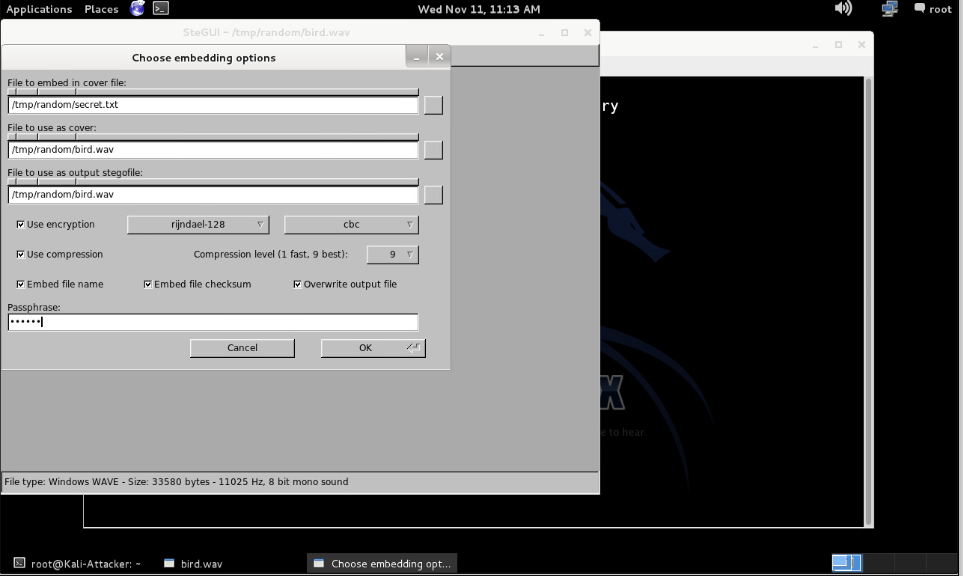 Applications Places Wed Nov 11, 11:13 AM root
SteGUI - /tmp/random/bird.wav
Choose embedding options
File to embed in cover file:
/tmp/random/secret.txt
ry
File to use as cover:
/tmp/random/bird.wav
File to use as output stegofile:
/tmp/random/bird.wav
Use encryption rijndael-128 cbc
Use compression Compression level (1 fast, 9 best): 9
Embed file name Embed file checksum Overwrite output file
Passphrase:
••••••
Cancel OK
X
e to hear
File type: Windows WAVE - Size: 33580 bytes - 11025 Hz, 8 bit mono sound
root@Kali-Attacker: ~ bird.wav Choose embedding opt...